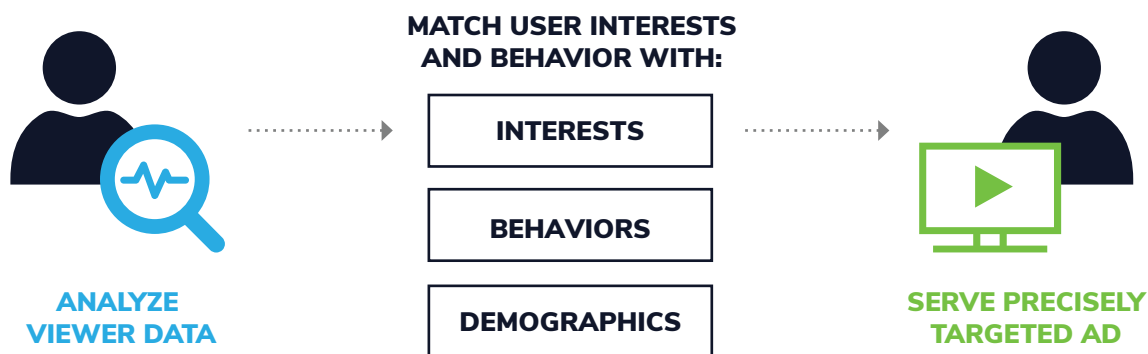 MATCH USER INTERESTS
AND BEHAVIOR WITH:
INTERESTS
BEHAVIORS
DEMOGRAPHICS
ANALYZE
VIEWER DATA
SERVE PRECISELY
TARGETED AD